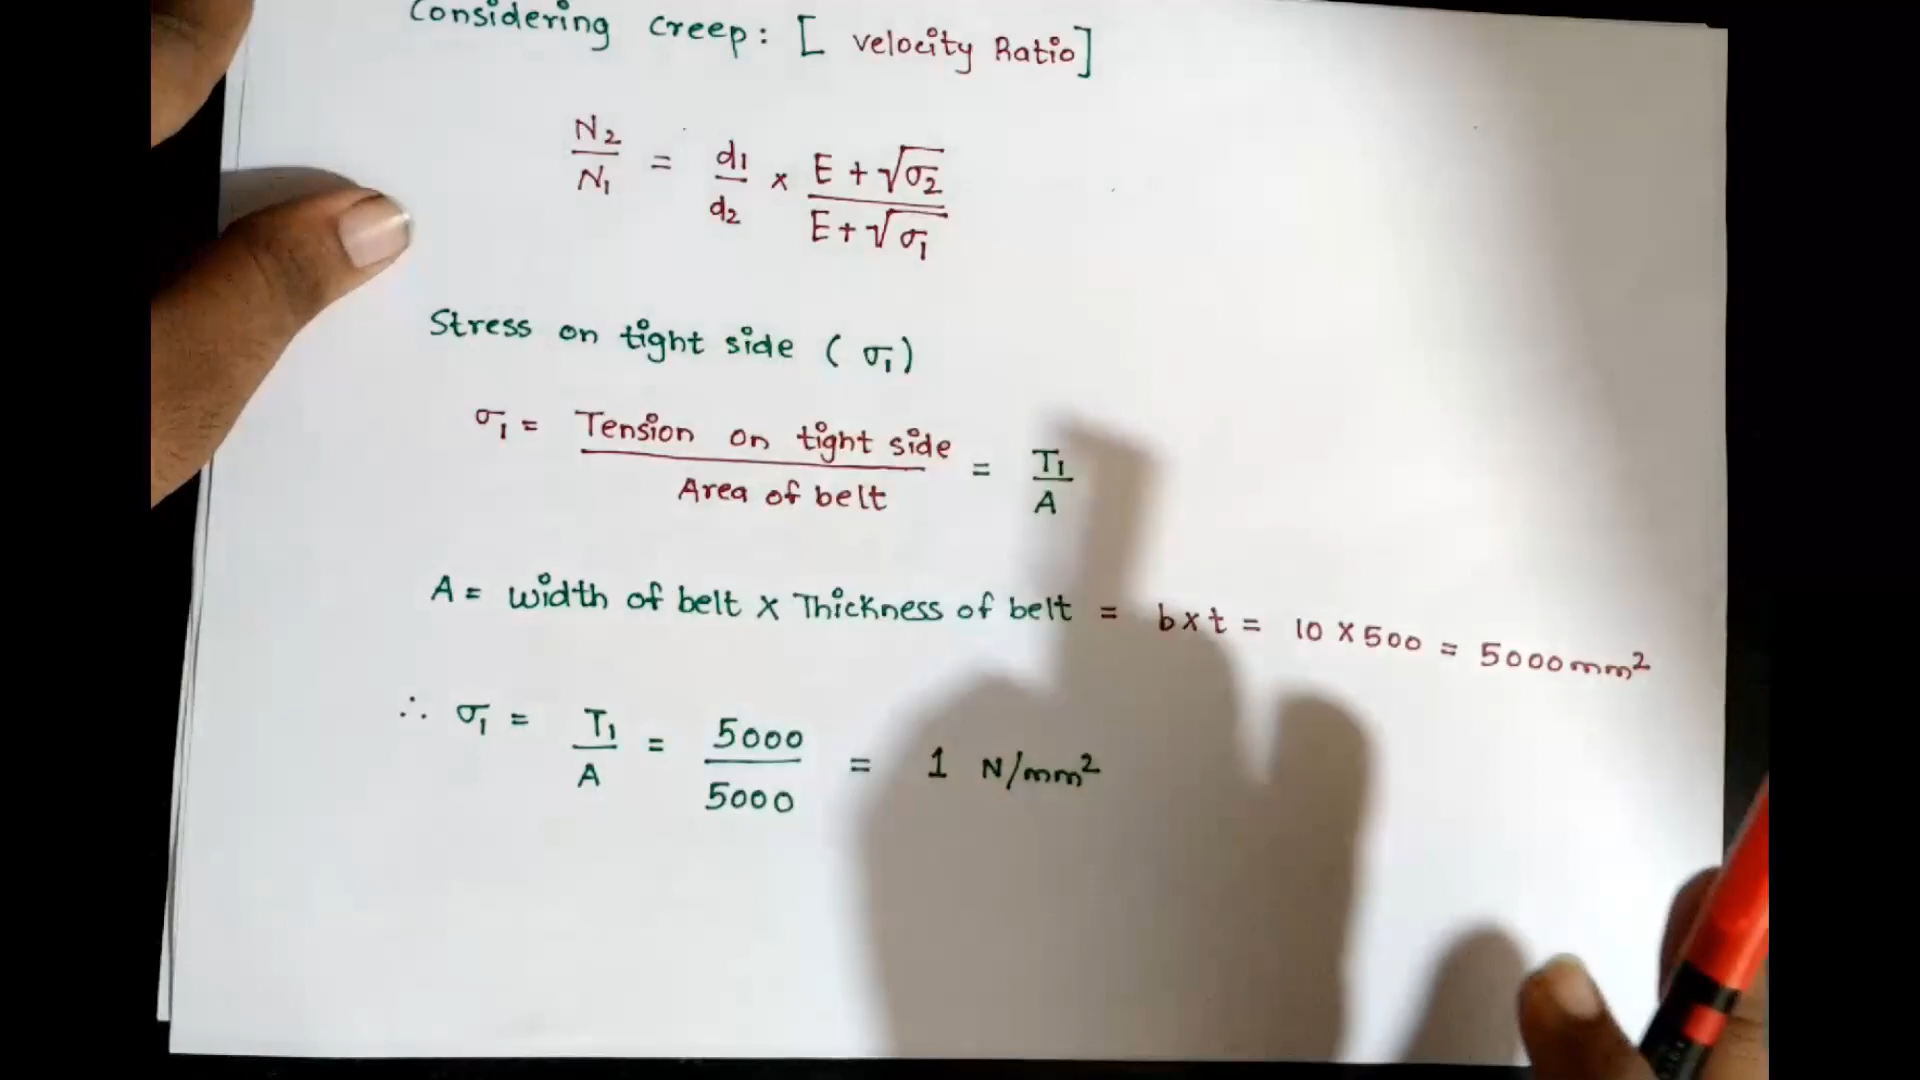 Considering creep: [ velocity Ratio]
N2/N1 = d1/d2 × E + √σ2 / E + √σ1
Stress on tight side ( σ1)
σ1 = Tension on tight side / Area of belt = T1/A
A = width of belt × Thickness of belt = b×t = 10 × 500 = 5000mm²
∴ σ1 = T1/A = 5000/5000 = 1 N/mm²